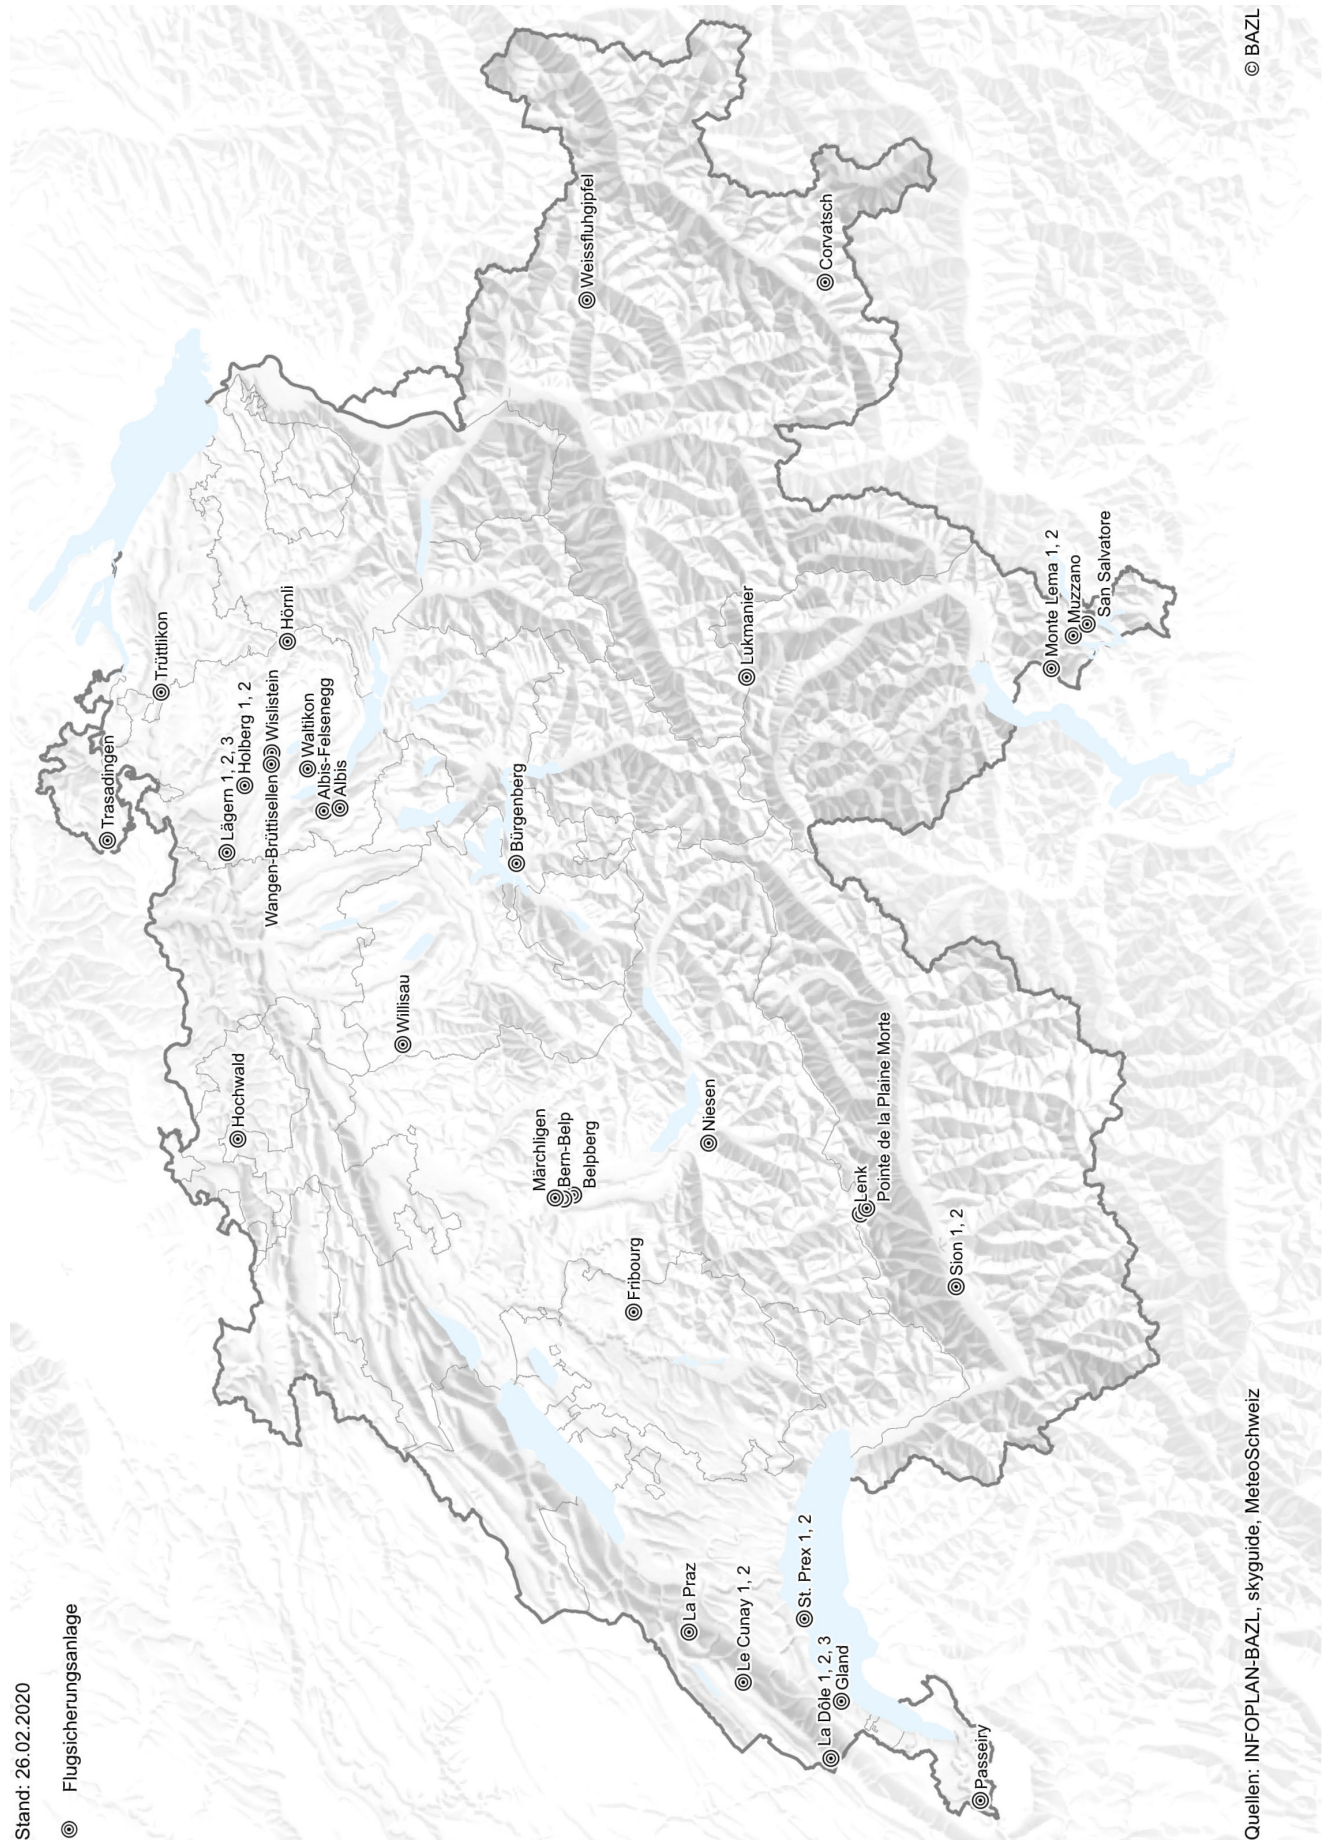 Stand: 26.02.2020
Flugsicherungsanlage
Trasadingen
Trüttlikon
Lägern 1, 2, 3
Holberg 1, 2
Hochwald
Wangen-Brüttisellen
Wislistein
Hörnli
Waltikon
Albis-Felsenegg
Albis
Willisau
Bürgenberg
Märchligen
Bern-Belp
Belpberg
Weissfluhgipfel
Fribourg
La Praz
Niesen
Le Cunay 1, 2
Lukmanier
St. Prex 1, 2
La Dôle 1, 2, 3
Gland
Corvatsch
Lenk
Pointe de la Plaine Morte
Sion 1, 2
Passeiry
Monte Lema 1, 2
Muzzano
San Salvatore
Quellen: INFOPLAN-BAZL, skyguide, MeteoSchweiz
© BAZL